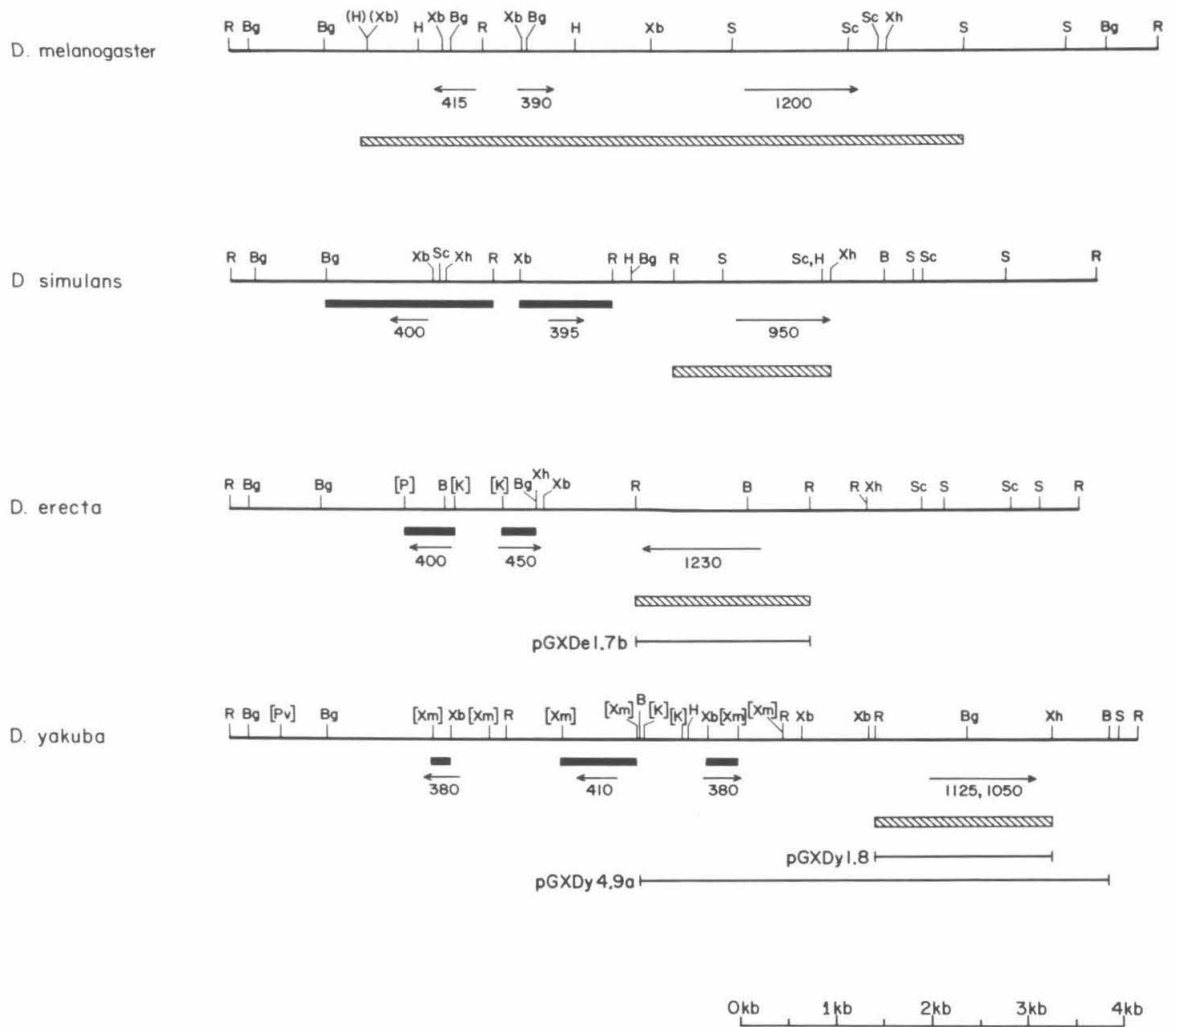 R Bg Bg (H) (Xb) H Xb Bg R Xb Bg H Xb S Sc Sc Xh S S Bg R
D. melanogaster
415 390 1200
R Bg Bg Xb Sc Xh R Xb R H Bg R S Sc,H Xh B S Sc S R
D simulans
400 395 950
R Bg Bg [P] B [K] [K] Bg Xh Xb R B R R Xh Sc S Sc S R
D. erecta
400 450 1230
pGXDe1.7b
R Bg [Pv] Bg [Xm] Xb [Xm] R [Xm] [Xm] B [K] [K] H Xb [Xm] [Xm] R Xb Xb R Bg Xh B S R
D. yakuba
380 410 380 1125,1050
pGXDy1.8
pGXDy4.9a
0kb 1kb 2kb 3kb 4kb